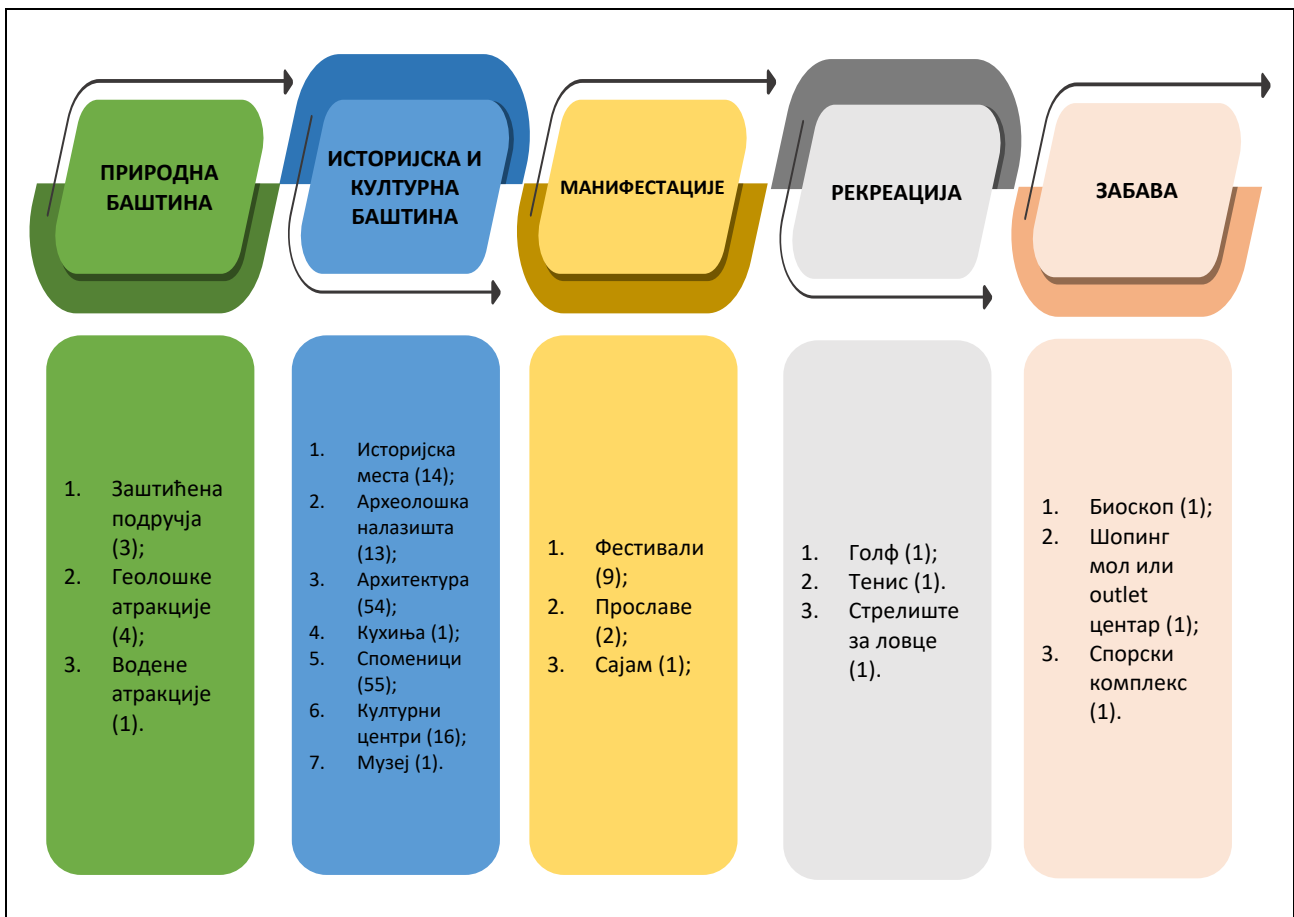 ПРИРОДНА
БАШТИНА
ИСТОРИЈСКА И
КУЛТУРНА
БАШТИНА
МАНИФЕСТАЦИЈЕ
РЕКРЕАЦИЈА
ЗАБАВА
1. Заштићена
подручја
(3);
2. Геолошке
атракције
(4);
3. Водене
атракције
(1).
1. Историјска
места (14);
2. Археолошка
налазишта
(13);
3. Архитектура
(54);
4. Кухиња (1);
5. Споменици
(55);
6. Културни
центри (16);
7. Музеј (1).
1. Фестивали
(9);
2. Прославе
(2);
3. Сајам (1);
1. Голф (1);
2. Тенис (1).
3. Стрелиште
за ловце
(1).
1. Биоскоп (1);
2. Шопинг
мол или
outlet
центар (1);
3. Спорски
комплекс
(1).